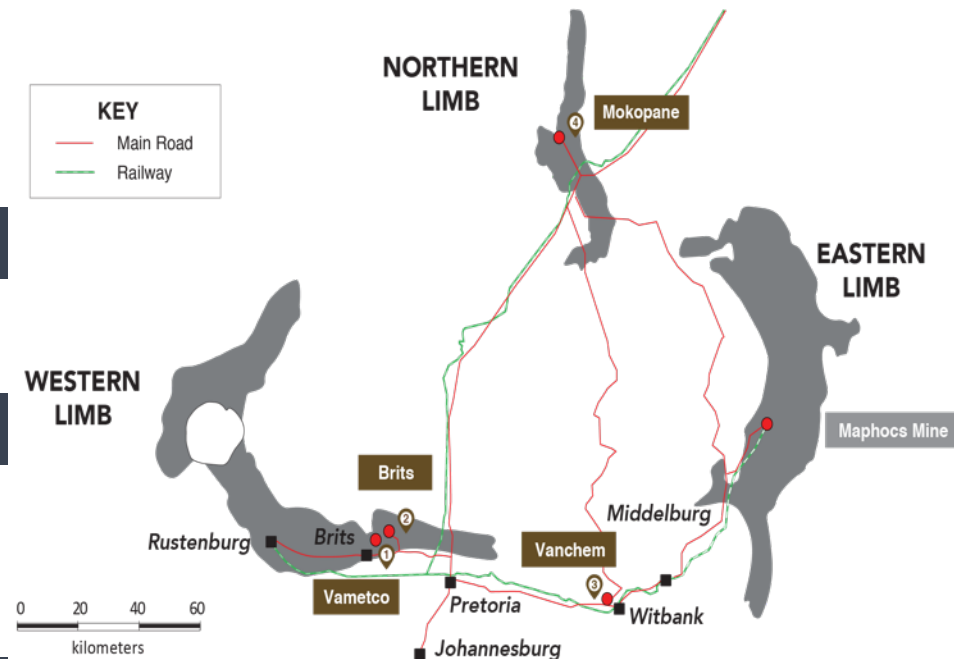 NORTHERN
LIMB
KEY
Main Road
Railway
Mokopane
4
EASTERN
LIMB
WESTERN
LIMB
Maphocs Mine
Brits
2
Middelburg
Rustenburg
Brits
1
Vanchem
3
Vametco
Pretoria
Witbank
0 20 40 60
kilometers
Johannesburg